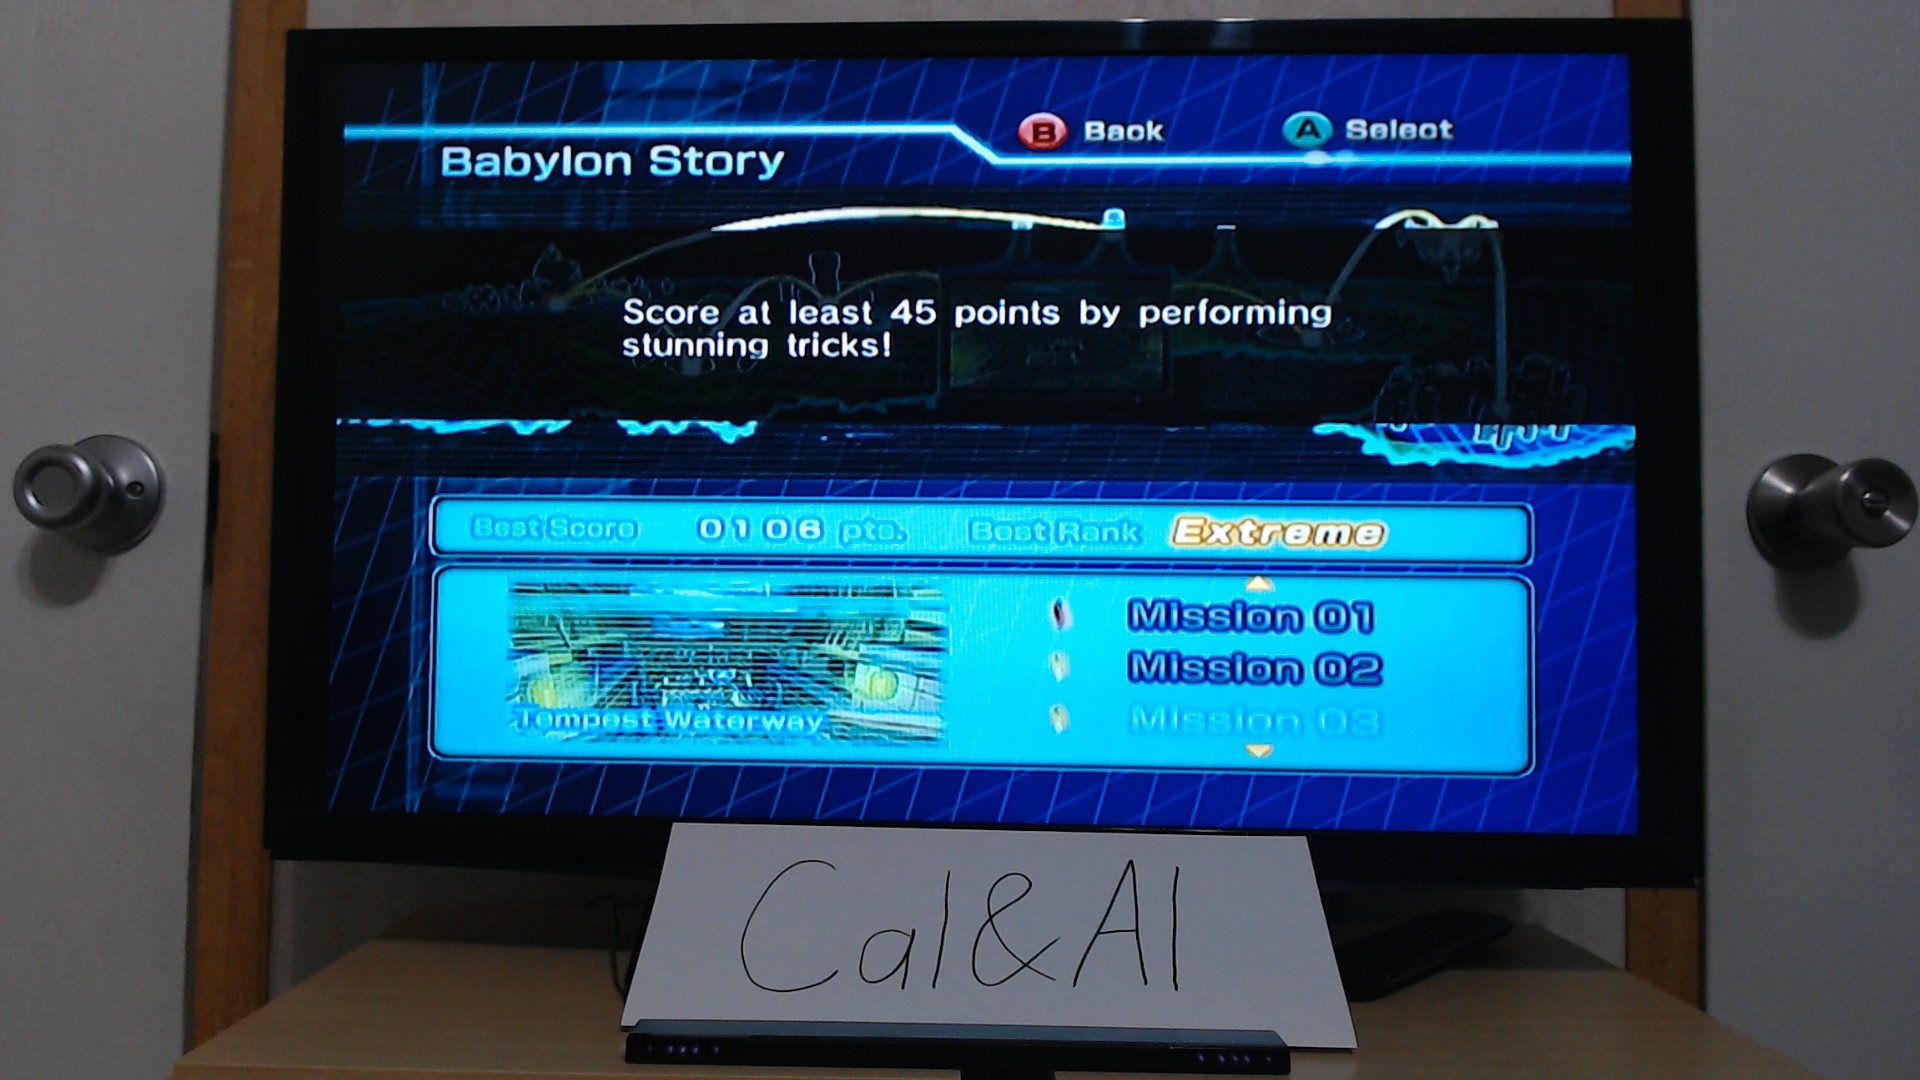 B Back A Select
Babylon Story
Score at least 45 points by performing
stunning tricks!
Best Score 0106 pts. Best Rank Extreme
Mission 01
Mission 02
Mission 03
Tempest Waterway
Cal&Al